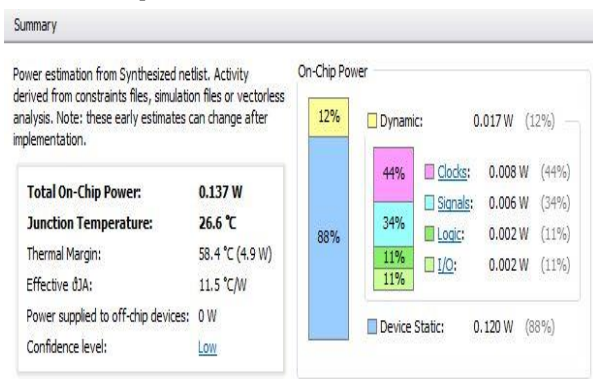 Summary
Power estimation from Synthesized netlist. Activity
derived from constraints files, simulation files or vectorless
analysis. Note: these early estimates can change after
implementation.
Total On-Chip Power: 0.137 W
Junction Temperature: 26.6 °C
Thermal Margin: 58.4 °C (4.9 W)
Effective ϑJA: 11.5 °C/W
Power supplied to off-chip devices: 0 W
Confidence level: Low
On-Chip Power
12%
88%
Dynamic: 0.017 W (12%)
44% Clocks: 0.008 W (44%)
34% Signals: 0.006 W (34%)
11% Logic: 0.002 W (11%)
11% I/O: 0.002 W (11%)
Device Static: 0.120 W (88%)